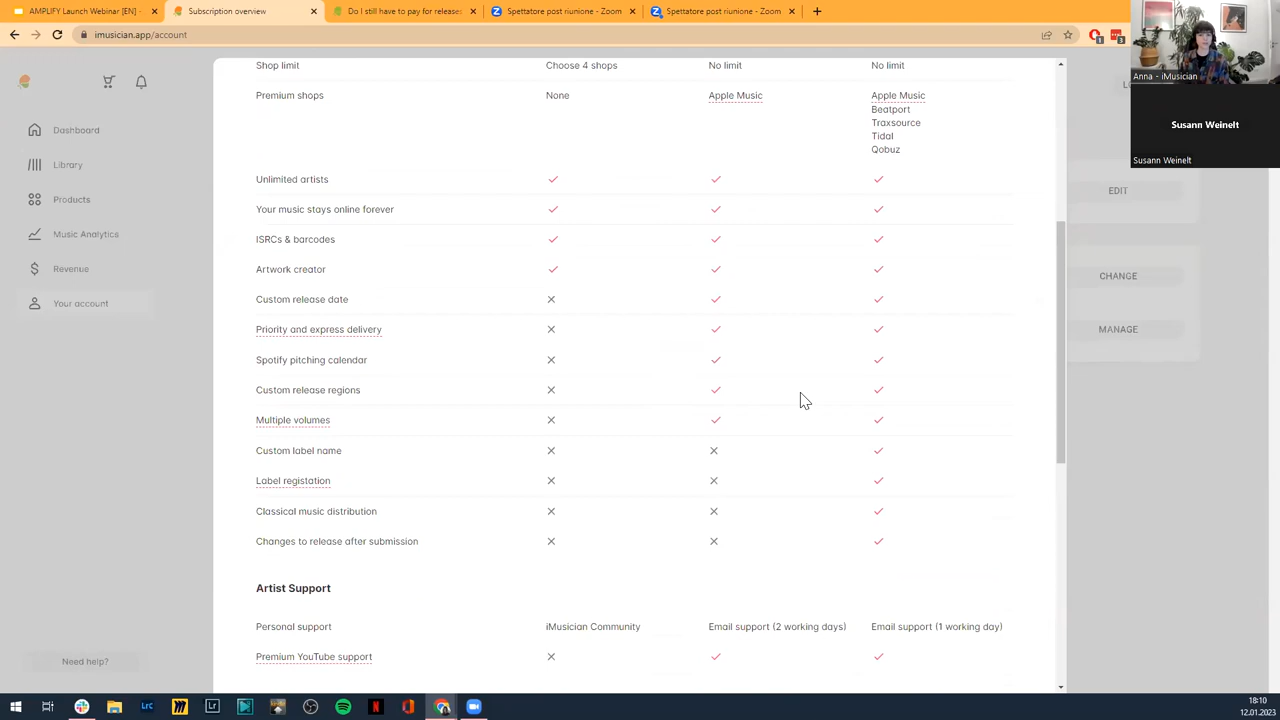 AMPLIFY Launch Webinar [EN] -
Subscription overview
Do I still have to pay for releases
Spettatore post riunione - Zoom
Spettatore post riunione - Zoom
imusician.app/account
Anna - iMusician
Susann Weinelt
Susann Weinelt
Dashboard
Library
Products
Music Analytics
Revenue
Your account
Need help?
Shop limit Choose 4 shops No limit No limit
Premium shops None Apple Music Apple Music
Beatport
Traxsource
Tidal
Qobuz
Unlimited artists
Your music stays online forever
ISRCs & barcodes
Artwork creator
Custom release date
Priority and express delivery
Spotify pitching calendar
Custom release regions
Multiple volumes
Custom label name
Label registation
Classical music distribution
Changes to release after submission
Artist Support
Personal support iMusician Community Email support (2 working days) Email support (1 working day)
Premium YouTube support
EDIT
CHANGE
MANAGE
18:10
12.01.2023